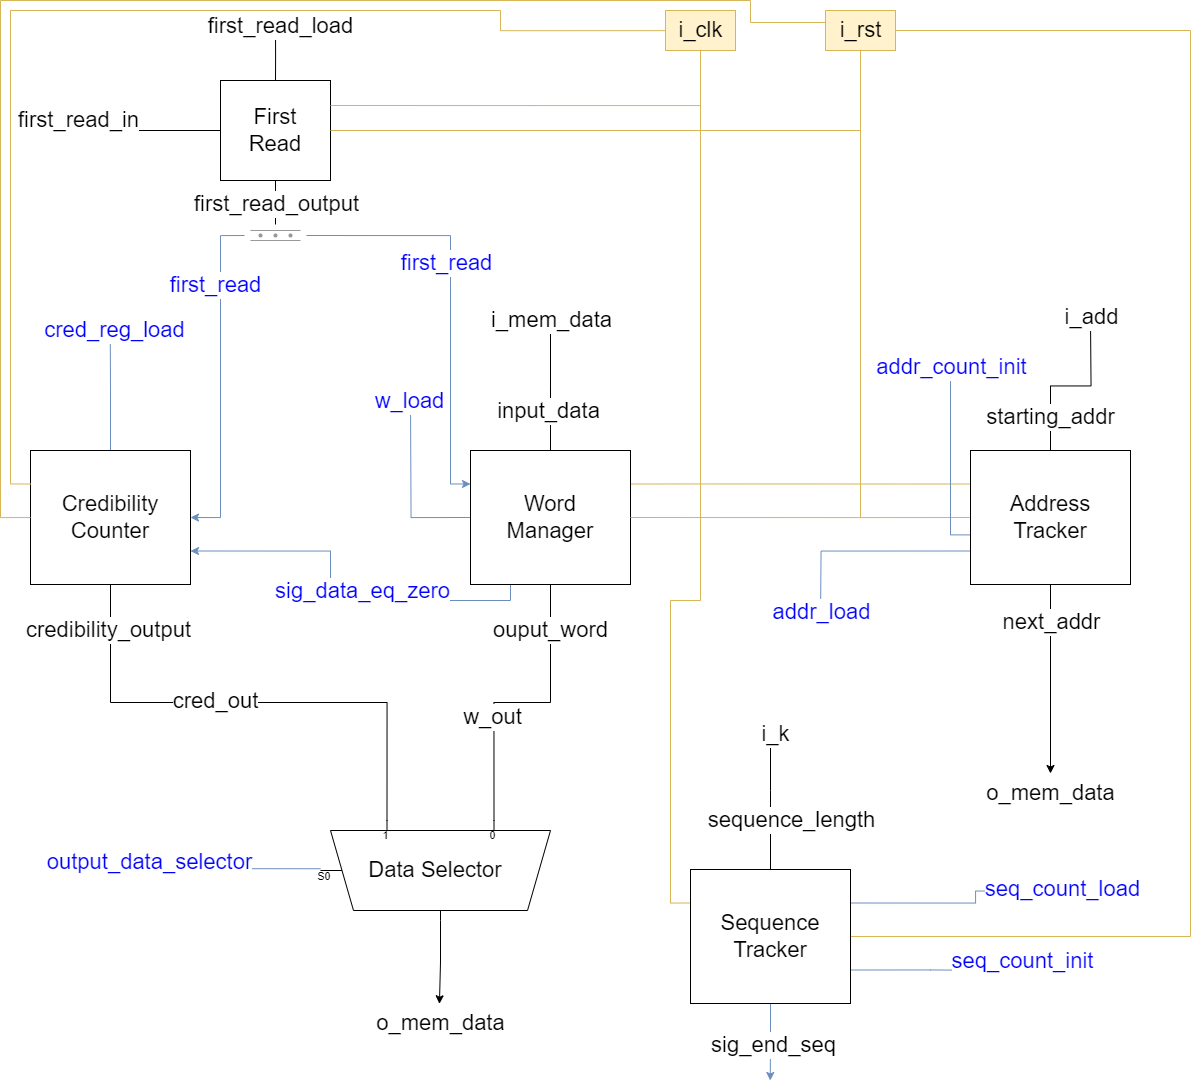 first_read_load
i_clk
i_rst
first_read_in
First
Read
first_read_output
first_read
first_read
cred_reg_load
i_mem_data
i_add
addr_count_init
w_load
input_data
starting_addr
Credibility
Counter
Word
Manager
Address
Tracker
sig_data_eq_zero
addr_load
credibility_output
ouput_word
next_addr
cred_out
w_out
i_k
o_mem_data
sequence_length
1
0
output_data_selector
S0
Data Selector
seq_count_load
Sequence
Tracker
seq_count_init
o_mem_data
sig_end_seq